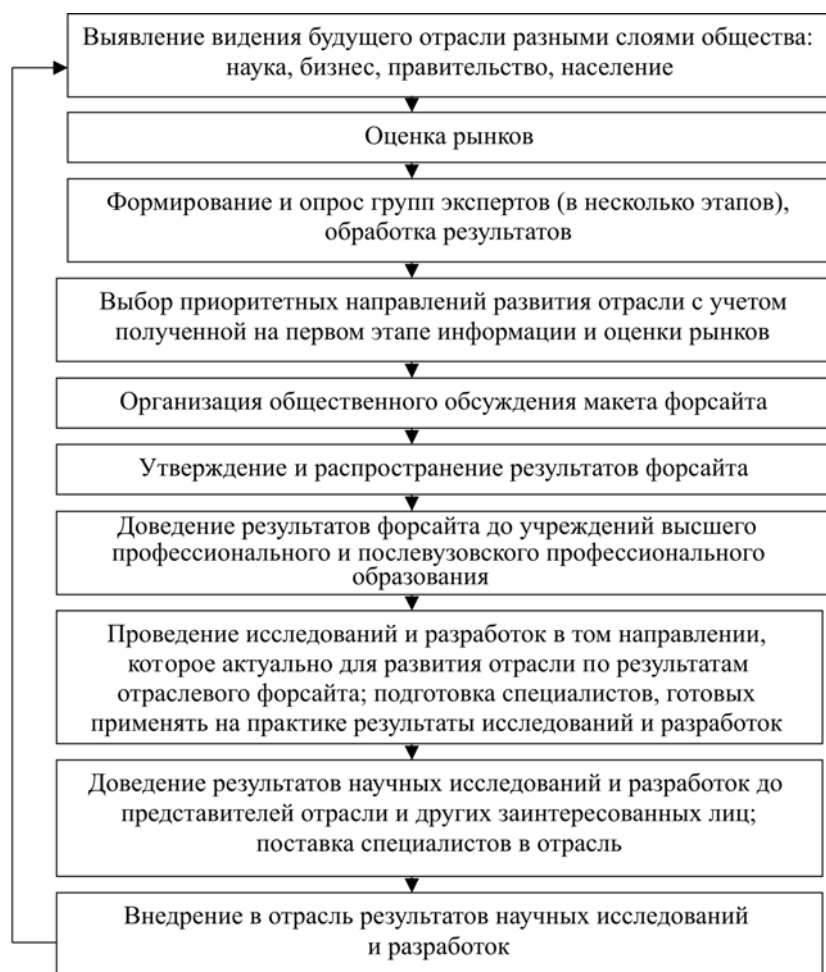 Выявление видения будущего отрасли разными слоями общества:
наука, бизнес, правительство, население
Оценка рынков
Формирование и опрос групп экспертов (в несколько этапов),
обработка результатов
Выбор приоритетных направлений развития отрасли с учетом
полученной на первом этапе информации и оценки рынков
Организация общественного обсуждения макета форсайта
Утверждение и распространение результатов форсайта
Доведение результатов форсайта до учреждений высшего
профессионального и послевузовского профессионального
образования
Проведение исследований и разработок в том направлении,
которое актуально для развития отрасли по результатам
отраслевого форсайта; подготовка специалистов, готовых
применять на практике результаты исследований и разработок
Доведение результатов научных исследований и разработок до
представителей отрасли и других заинтересованных лиц;
поставка специалистов в отрасль
Внедрение в отрасль результатов научных исследований
и разработок